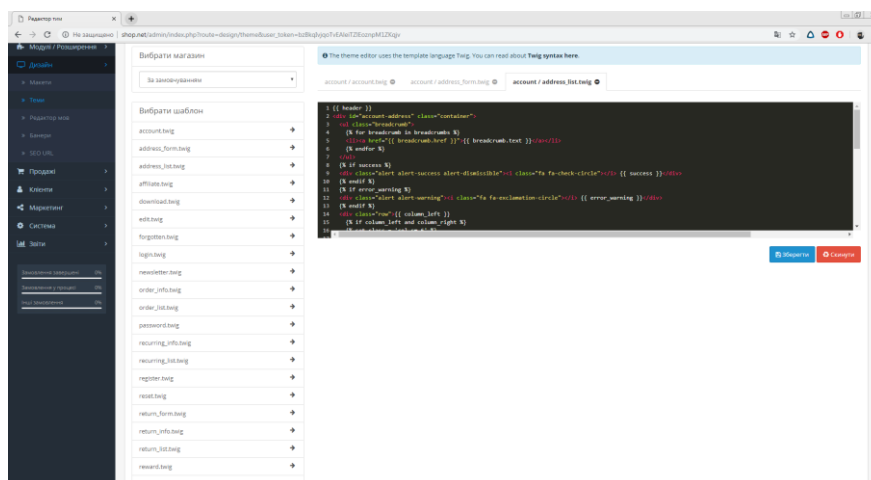 Редактор тем
Не защищено | shop.net/admin/index.php?route=design/theme&user_token=
Модулі / Розширення
Дизайн
Макети
Теми
Редактор мов
Банери
SEO URL
Продажі
Клієнти
Маркетинг
Система
Звіти
Замовлення завершені 0%
Замовлення у процесі 0%
Інші замовлення 0%
Вибрати магазин
За замовчуванням
Вибрати шаблон
account.twig
address_form.twig
address_list.twig
affiliate.twig
download.twig
edit.twig
forgotten.twig
login.twig
newsletter.twig
order_info.twig
order_list.twig
password.twig
recurring_info.twig
recurring_list.twig
register.twig
reset.twig
return_form.twig
return_info.twig
return_list.twig
reward.twig
The theme editor uses the template language Twig. You can read about Twig syntax here.
account / account.twig
account / address_form.twig
account / address_list.twig
1 {{ header }}
2 <div id="account-address" class="container">
3 <ul class="breadcrumb">
4 {% for breadcrumb in breadcrumbs %}
5 <li><a href="{{ breadcrumb.href }}">{{ breadcrumb.text }}</a></li>
6 {% endfor %}
7 </ul>
8 {% if success %}
9 <div class="alert alert-success alert-dismissible"><i class="fa fa-check-circle"></i> {{ success }}</div>
10 {% endif %}
11 {% if error_warning %}
12 <div class="alert alert-warning"><i class="fa fa-exclamation-circle"></i> {{ error_warning }}</div>
13 {% endif %}
14 <div class="row">{{ column_left }}
15 {% if column_left and column_right %}
16
Зберегти
Скинути